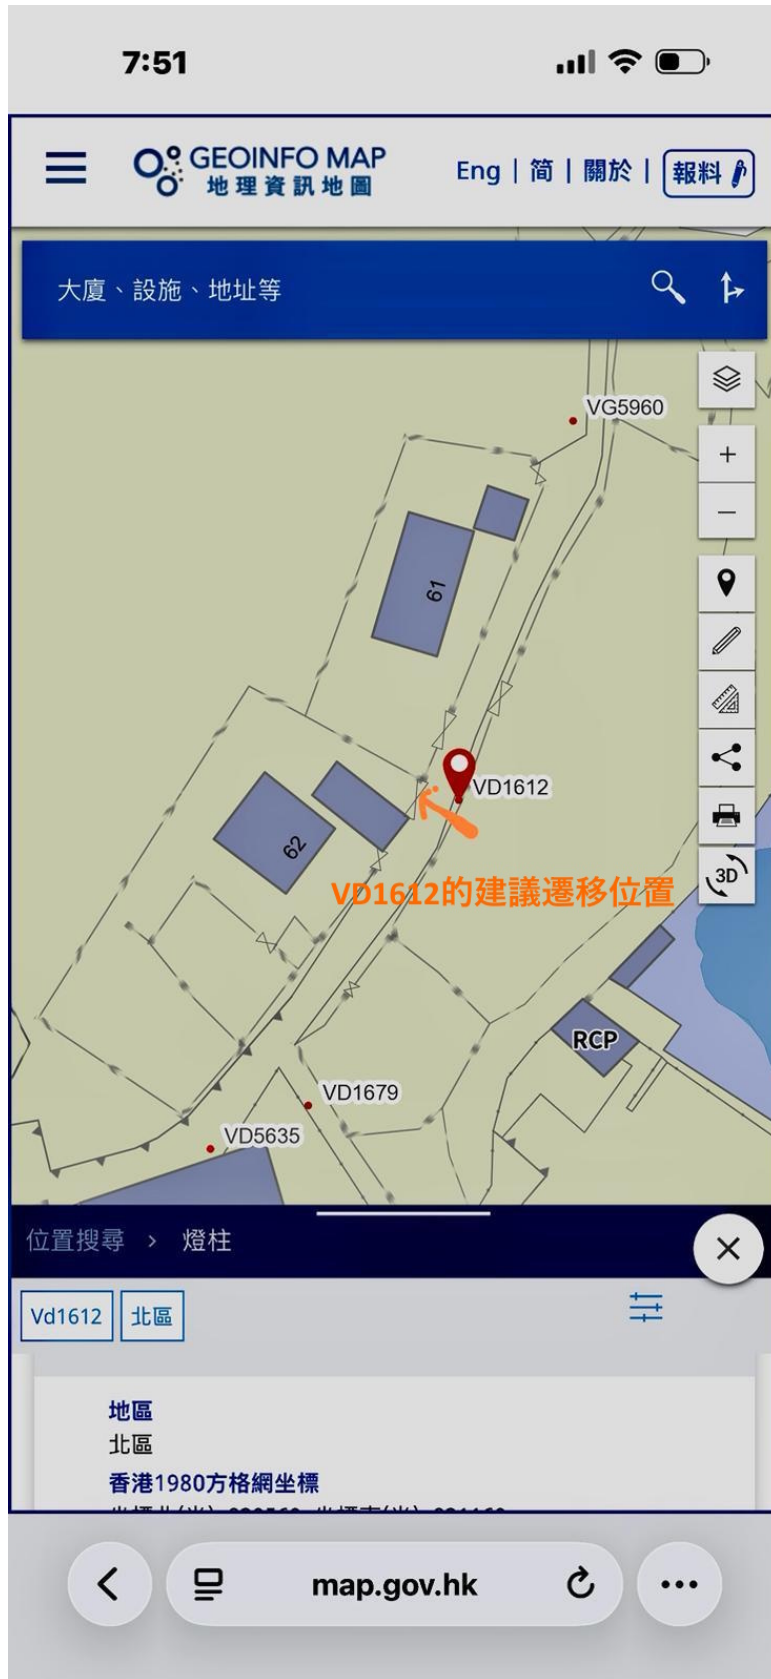 7:51
GEOINFO MAP
地理資訊地圖
Eng | 简 | 關於 | 報料
大廈、設施、地址等
VG5960
61
VD1612
62
3D
VD1612的建議遷移位置
RCP
VD1679
VD5635
位置搜尋 > 燈柱
Vd1612 北區
地區
北區
香港1980方格網坐標
map.gov.hk